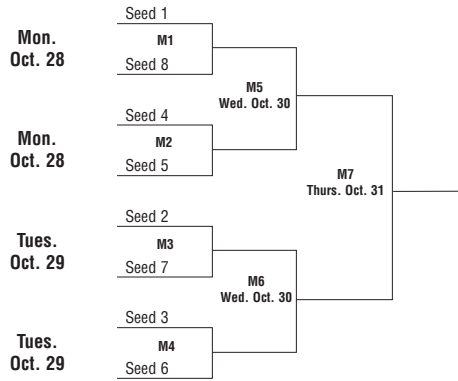 Seed 1
Mon.
Oct. 28
M1
Seed 8
M5
Wed. Oct. 30
Seed 4
Mon.
Oct. 28
M2
Seed 5
M7
Thurs. Oct. 31
Seed 2
Tues.
Oct. 29
M3
Seed 7
M6
Wed. Oct. 30
Seed 3
Tues.
Oct. 29
M4
Seed 6